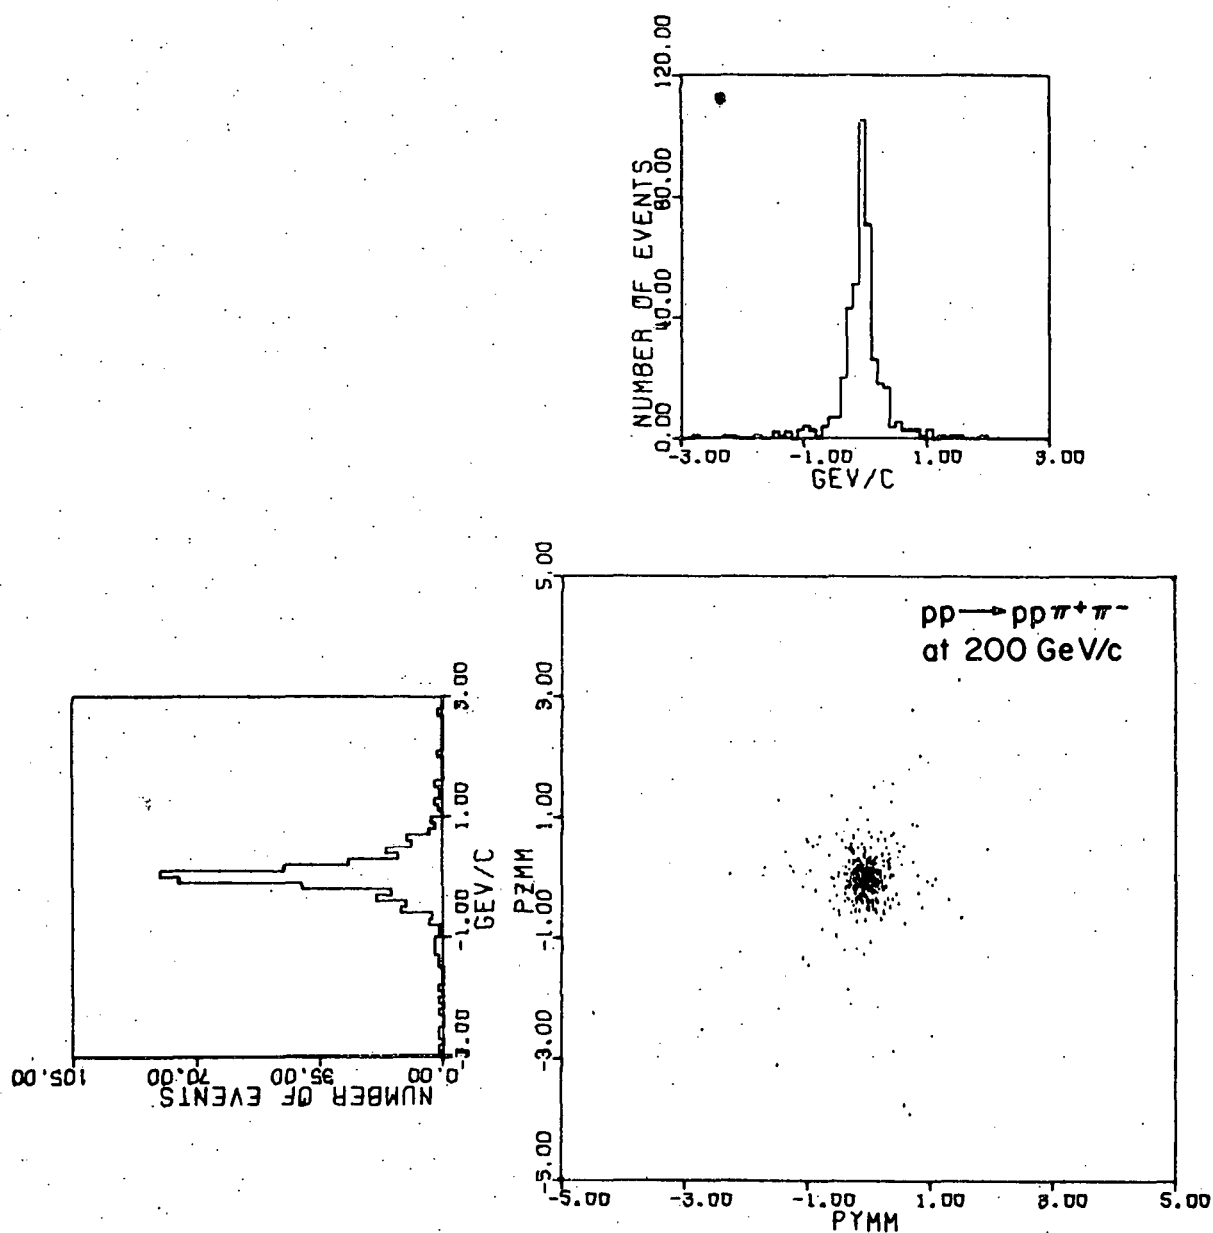 120.00
80.00
40.00
0.00
NUMBER OF EVENTS
-3.00 -1.00 1.00 3.00
GEV/C
pp → pp π⁺ π⁻
at 200 GeV/c
5.00
3.00
1.00
-1.00
-3.00
-5.00
PZMM
-5.00 -3.00 -1.00 1.00 3.00 5.00
PYMM
3.00
1.00
-1.00
-3.00
GEV/C
105.00 70.00 35.00 0.00
NUMBER OF EVENTS